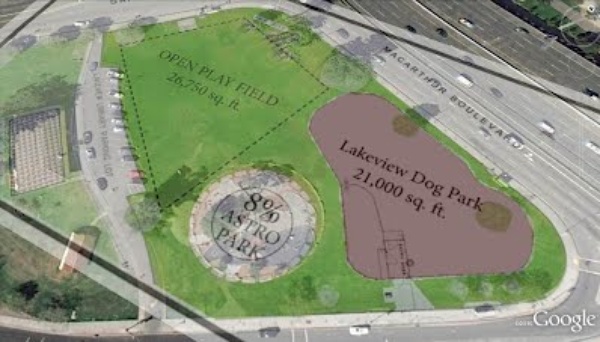 OPEN PLAY FIELD
26,750 sq. ft.
MACARTHUR BOULEVARD
Lakeview Dog Park
21,000 sq. ft.
8%
ASTRO
PARK
Google